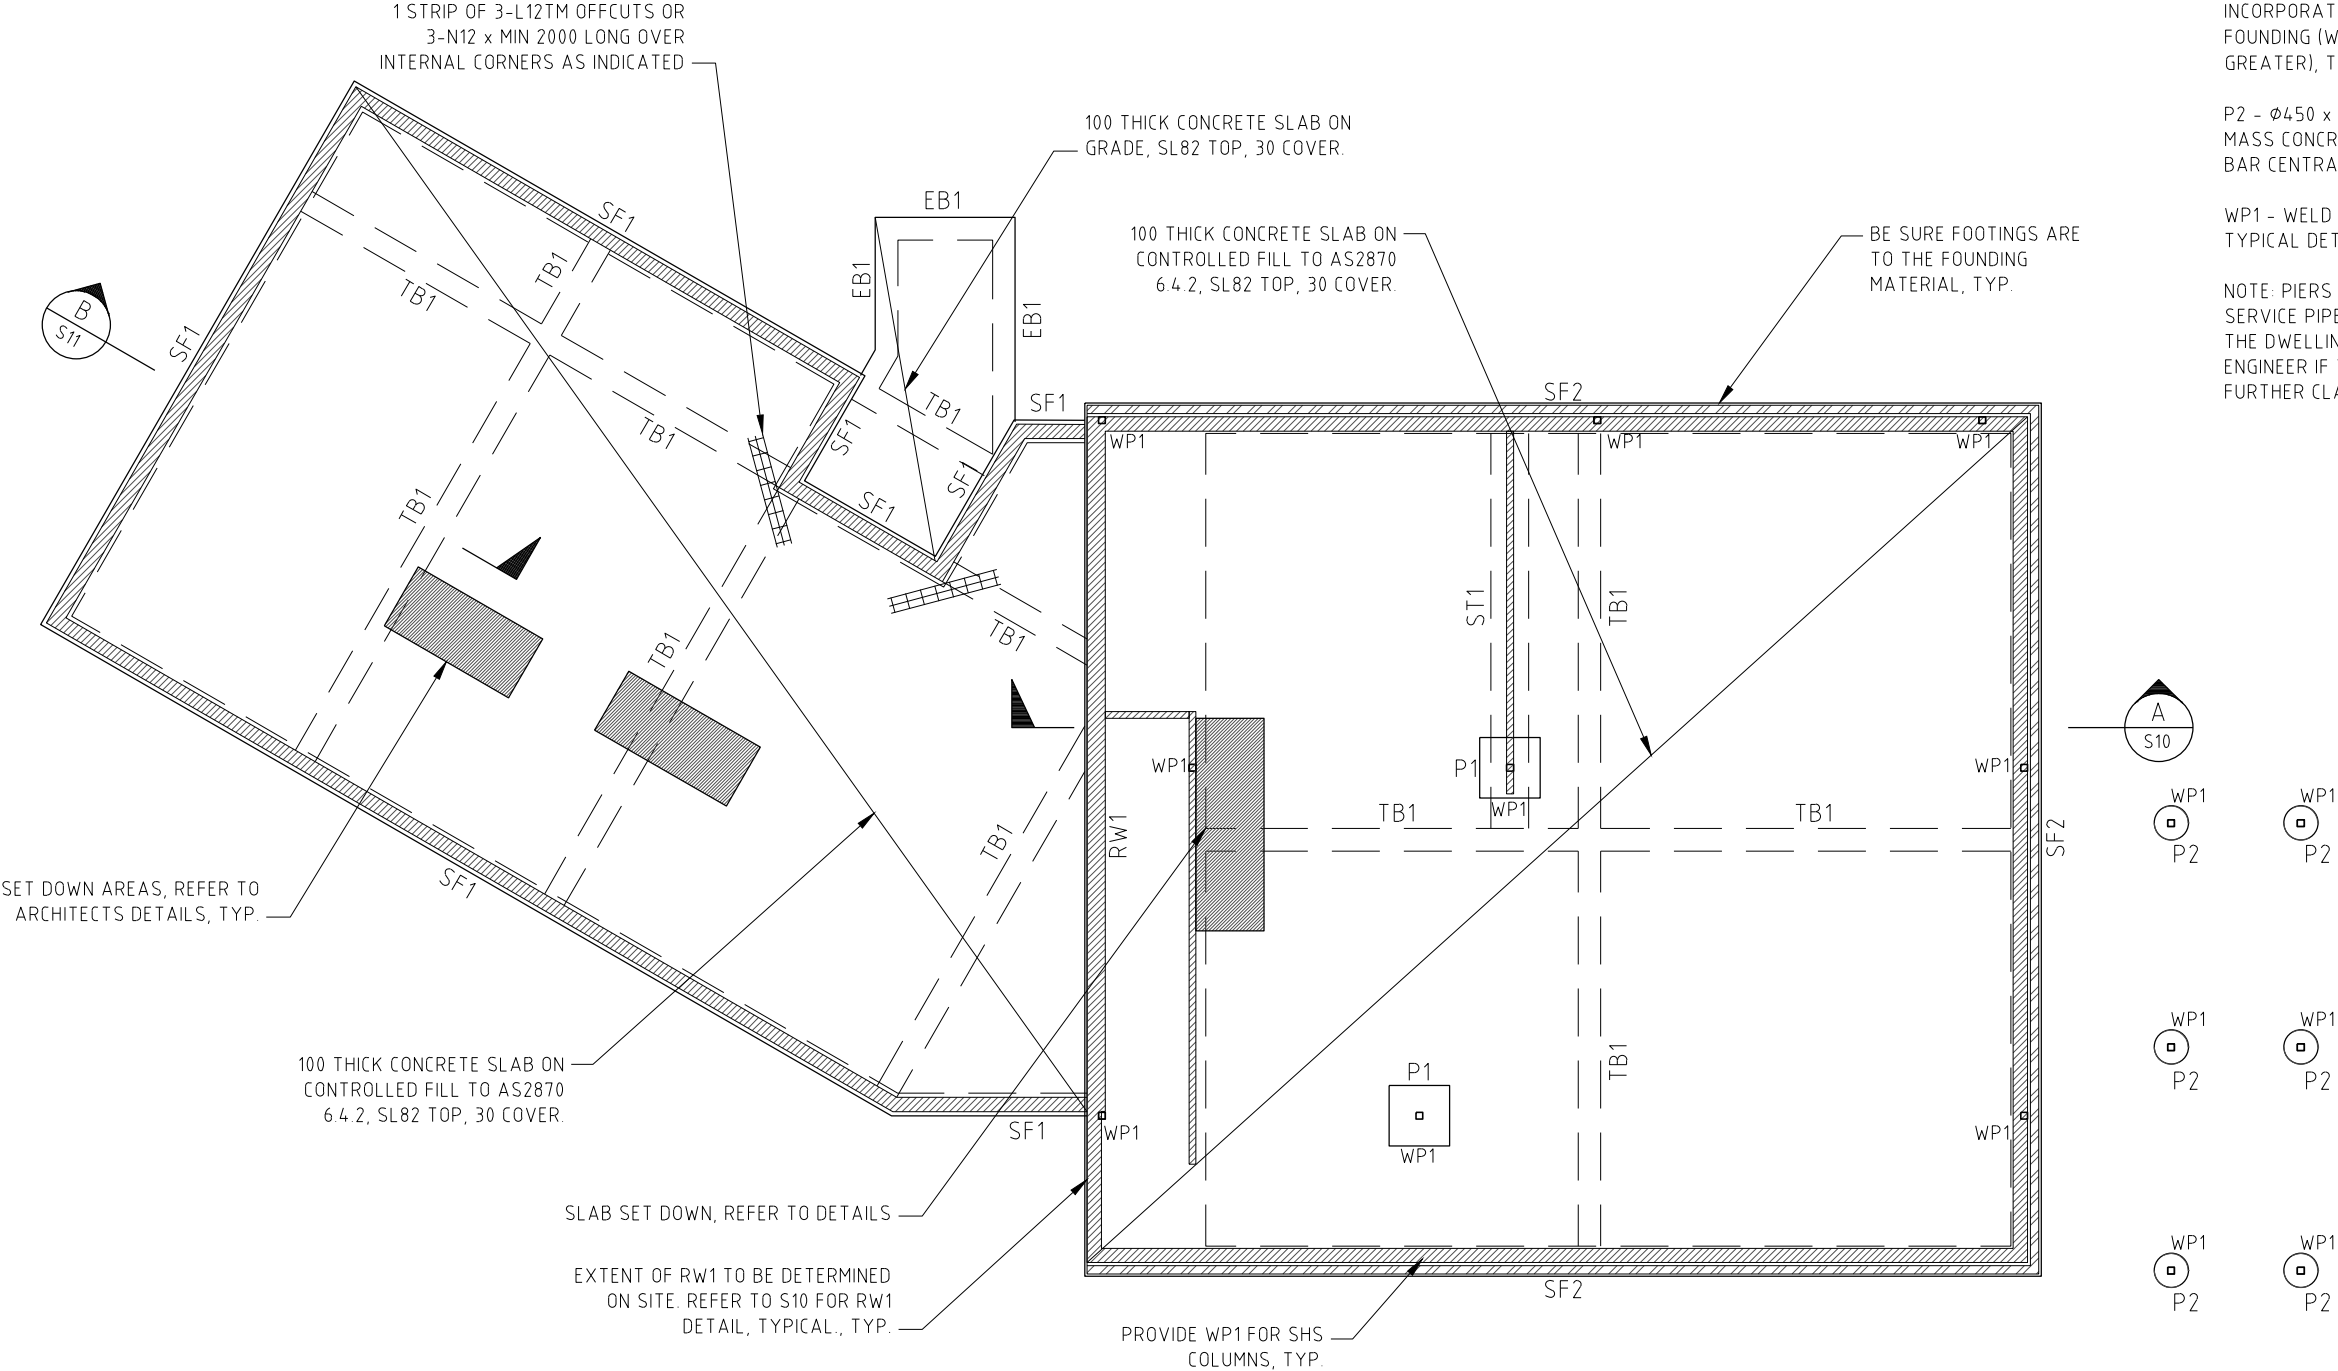 1 STRIP OF 3-L12TM OFFCUTS OR
3-N12 x MIN 2000 LONG OVER
INTERNAL CORNERS AS INDICATED
100 THICK CONCRETE SLAB ON
GRADE, SL82 TOP, 30 COVER.
100 THICK CONCRETE SLAB ON
CONTROLLED FILL TO AS2870
6.4.2, SL82 TOP, 30 COVER.
BE SURE FOOTINGS ARE
TO THE FOUNDING
MATERIAL, TYP.
INCORPORAT
FOUNDING (W
GREATER), T
P2 - Ø450 x
MASS CONCR
BAR CENTRA
WP1 - WELD
TYPICAL DET
NOTE: PIERS
SERVICE PIPE
THE DWELLIN
ENGINEER IF
FURTHER CLA
EB1
EB1
EB1
SF1
SF1
TB1
TB1
TB1
B
S11
SF1
SF1
TB1
SF1
SF1
SF1
TB1
TB1
TB1
TB1
SF1
TB1
SF1
SF2
WP1
WP1
WP1
ST1
TB1
WP1
P1
WP1
WP1
RW1
TB1
TB1
SF2
TB1
P1
WP1
WP1
WP1
SF2
A
S10
WP1
WP1
P2
P2
WP1
WP1
P2
P2
WP1
WP1
P2
P2
SET DOWN AREAS, REFER TO
ARCHITECTS DETAILS, TYP.
100 THICK CONCRETE SLAB ON
CONTROLLED FILL TO AS2870
6.4.2, SL82 TOP, 30 COVER.
SLAB SET DOWN, REFER TO DETAILS
EXTENT OF RW1 TO BE DETERMINED
ON SITE. REFER TO S10 FOR RW1
DETAIL, TYPICAL., TYP.
PROVIDE WP1 FOR SHS
COLUMNS, TYP.